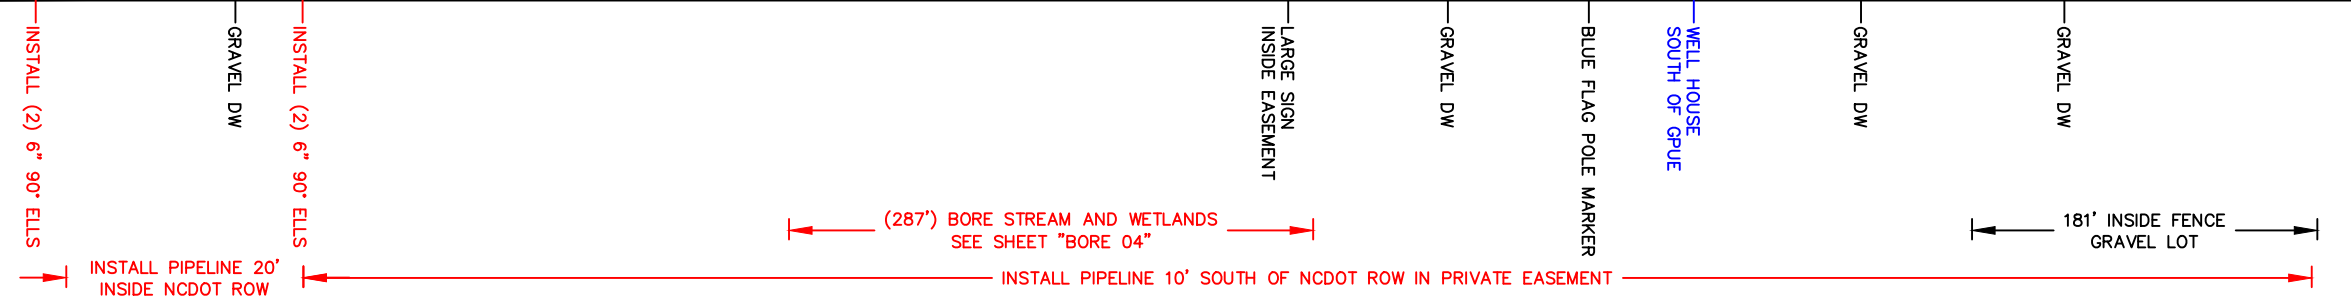 INSTALL (2) 6" 90° ELLS
GRAVEL DW
INSTALL (2) 6" 90° ELLS
LARGE SIGN
INSIDE EASEMENT
GRAVEL DW
BLUE FLAG POLE MARKER
WELL HOUSE
SOUTH OF GPUE
GRAVEL DW
GRAVEL DW
(287') BORE STREAM AND WETLANDS
SEE SHEET "BORE 04"
181' INSIDE FENCE
GRAVEL LOT
INSTALL PIPELINE 20'
INSIDE NCDOT ROW
INSTALL PIPELINE 10' SOUTH OF NCDOT ROW IN PRIVATE EASEMENT